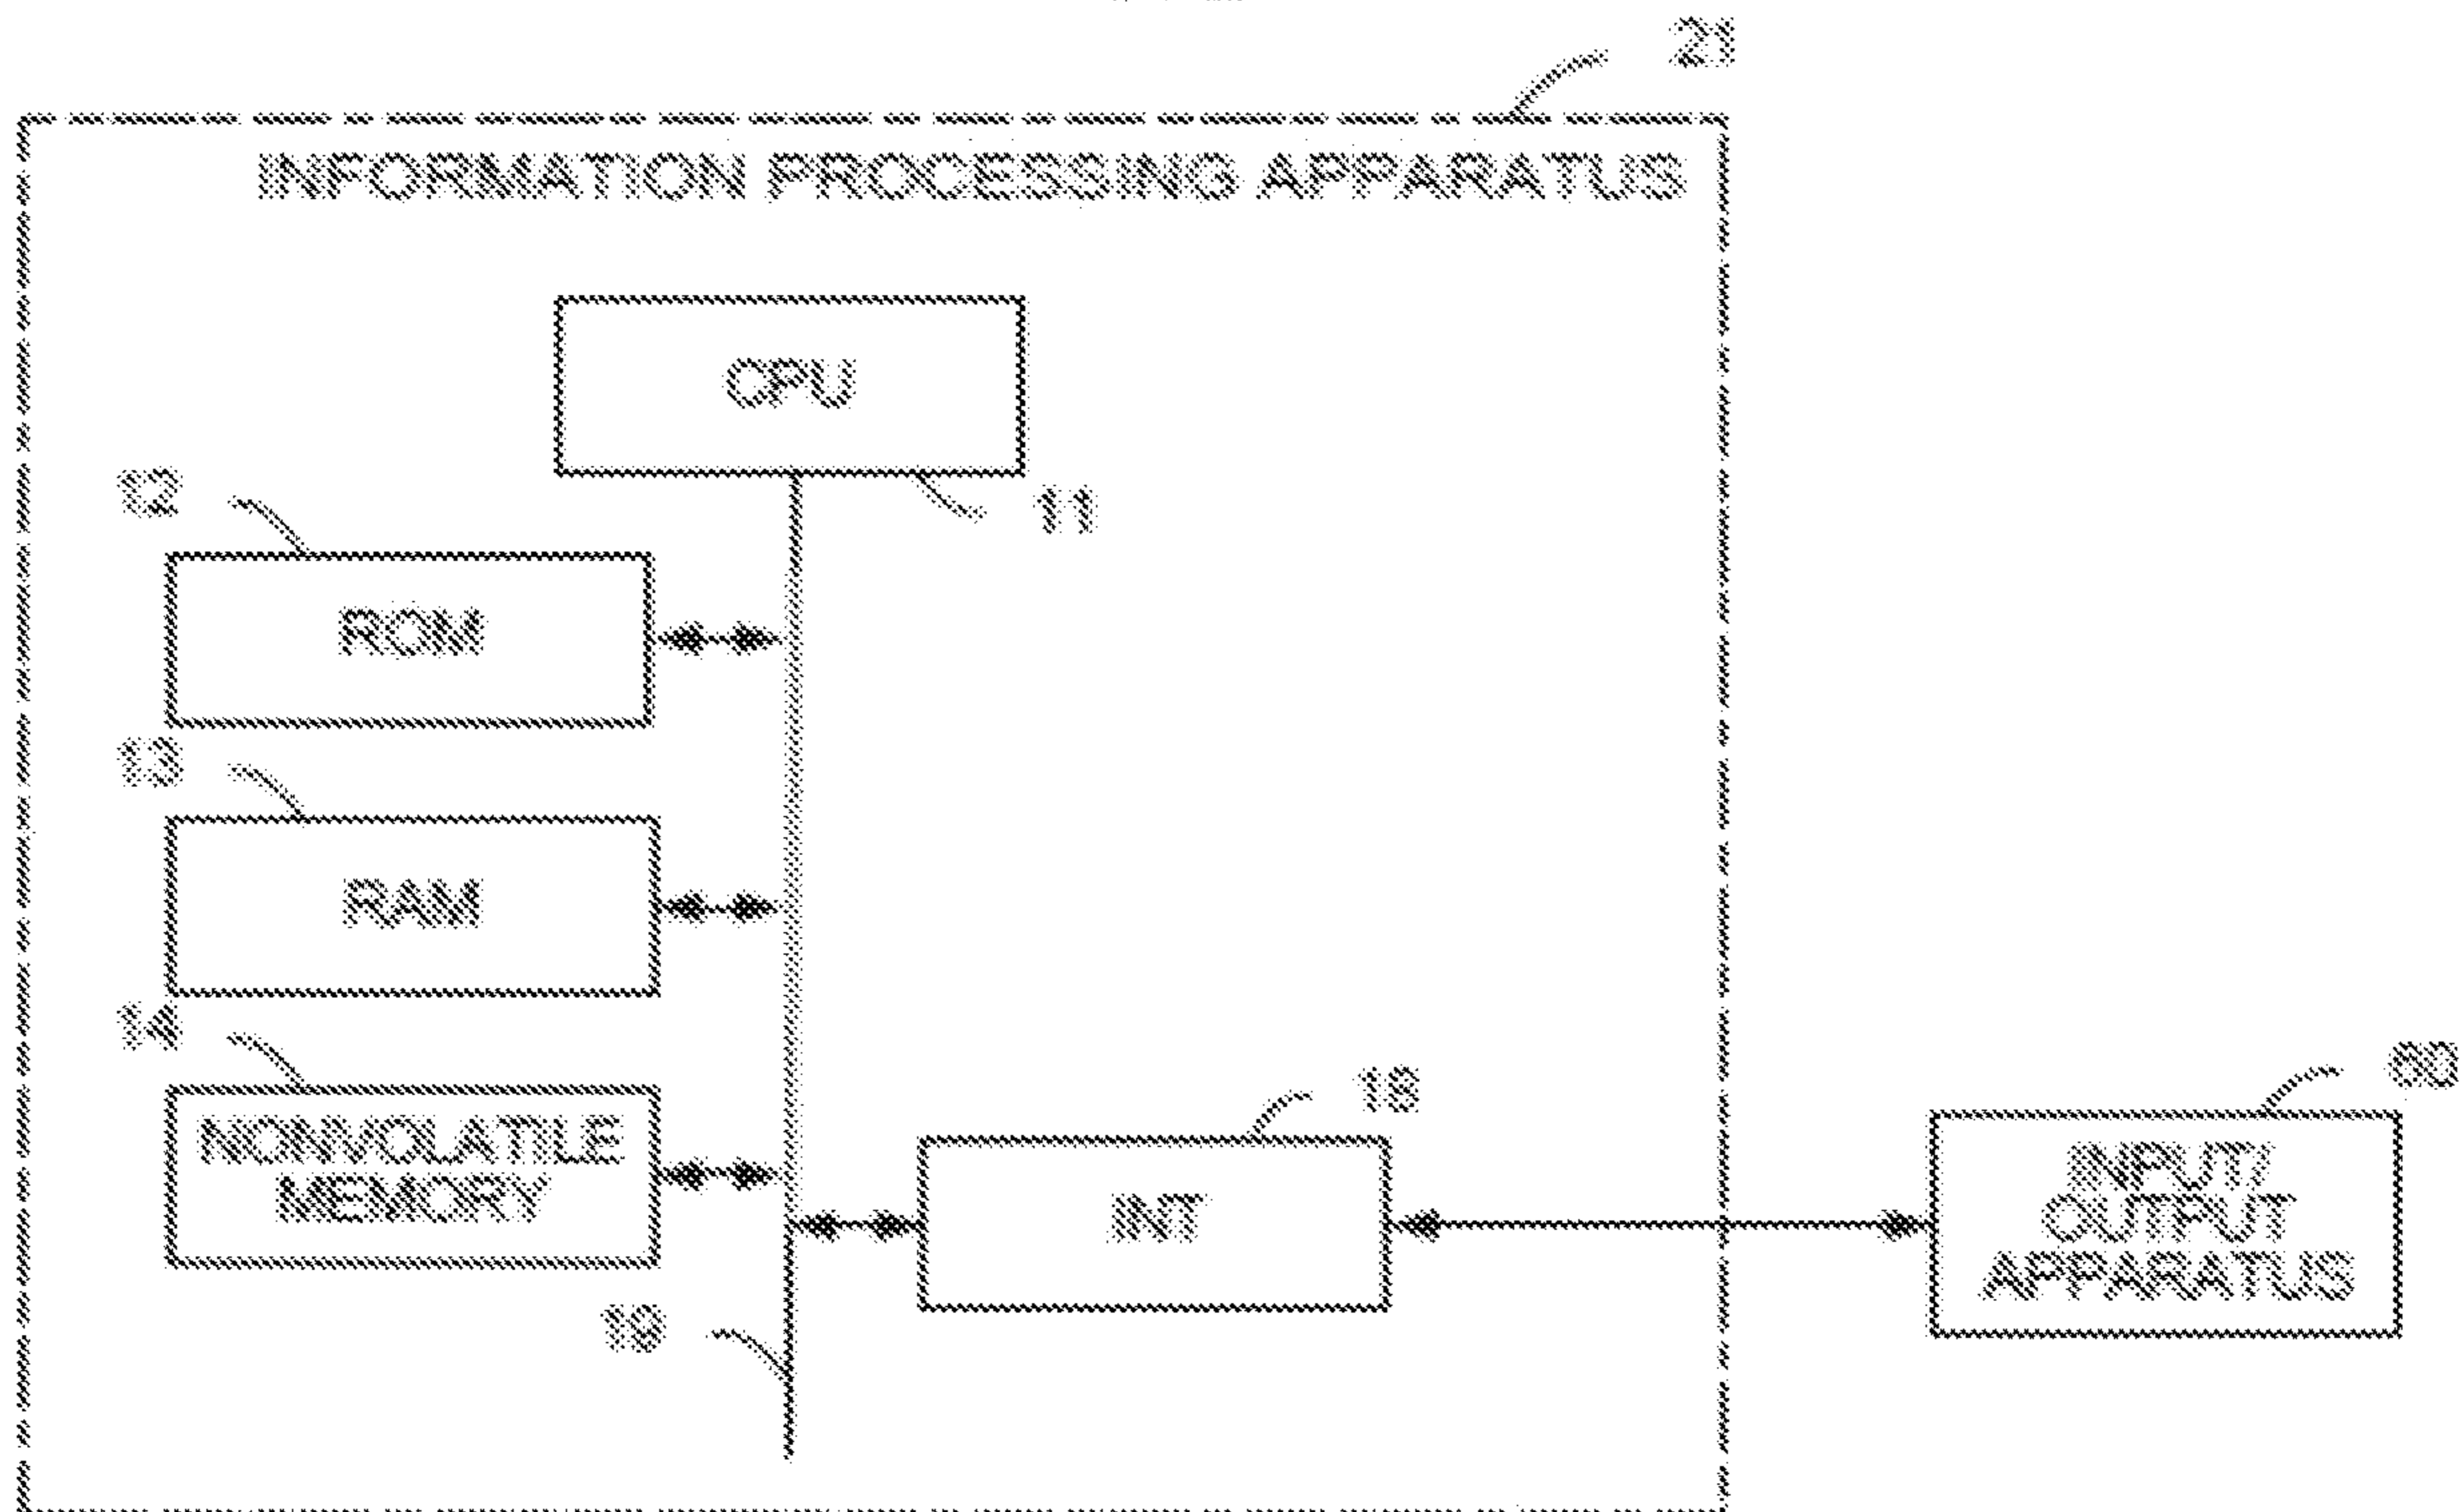 21
INFORMATION PROCESSING APPARATUS
CPU
12
11
ROM
13
RAM
14
NONVOLATILE
MEMORY
18
INT
60
INPUT/
OUTPUT
APPARATUS
19